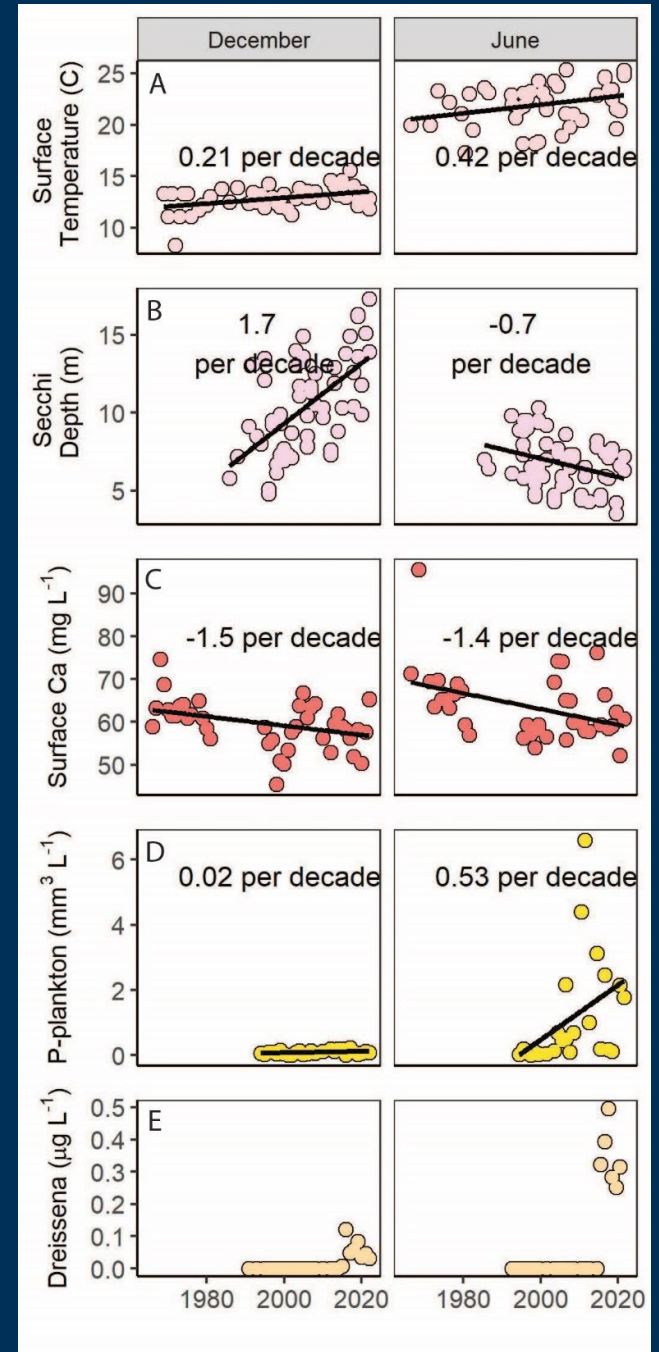 December
June
Surface
Temperature (C)
A
25
20
15
10
0.21 per decade
0.42 per decade
Secchi
Depth (m)
B
15
10
5
1.7
per decade
-0.7
per decade
Surface Ca (mg L⁻¹)
C
90
80
70
60
50
-1.5 per decade
-1.4 per decade
P-plankton (mm³ L⁻¹)
D
6
4
2
0
0.02 per decade
0.53 per decade
Dreissena (µg L⁻¹)
E
0.5
0.4
0.3
0.2
0.1
0.0
1980 2000 2020
1980 2000 2020